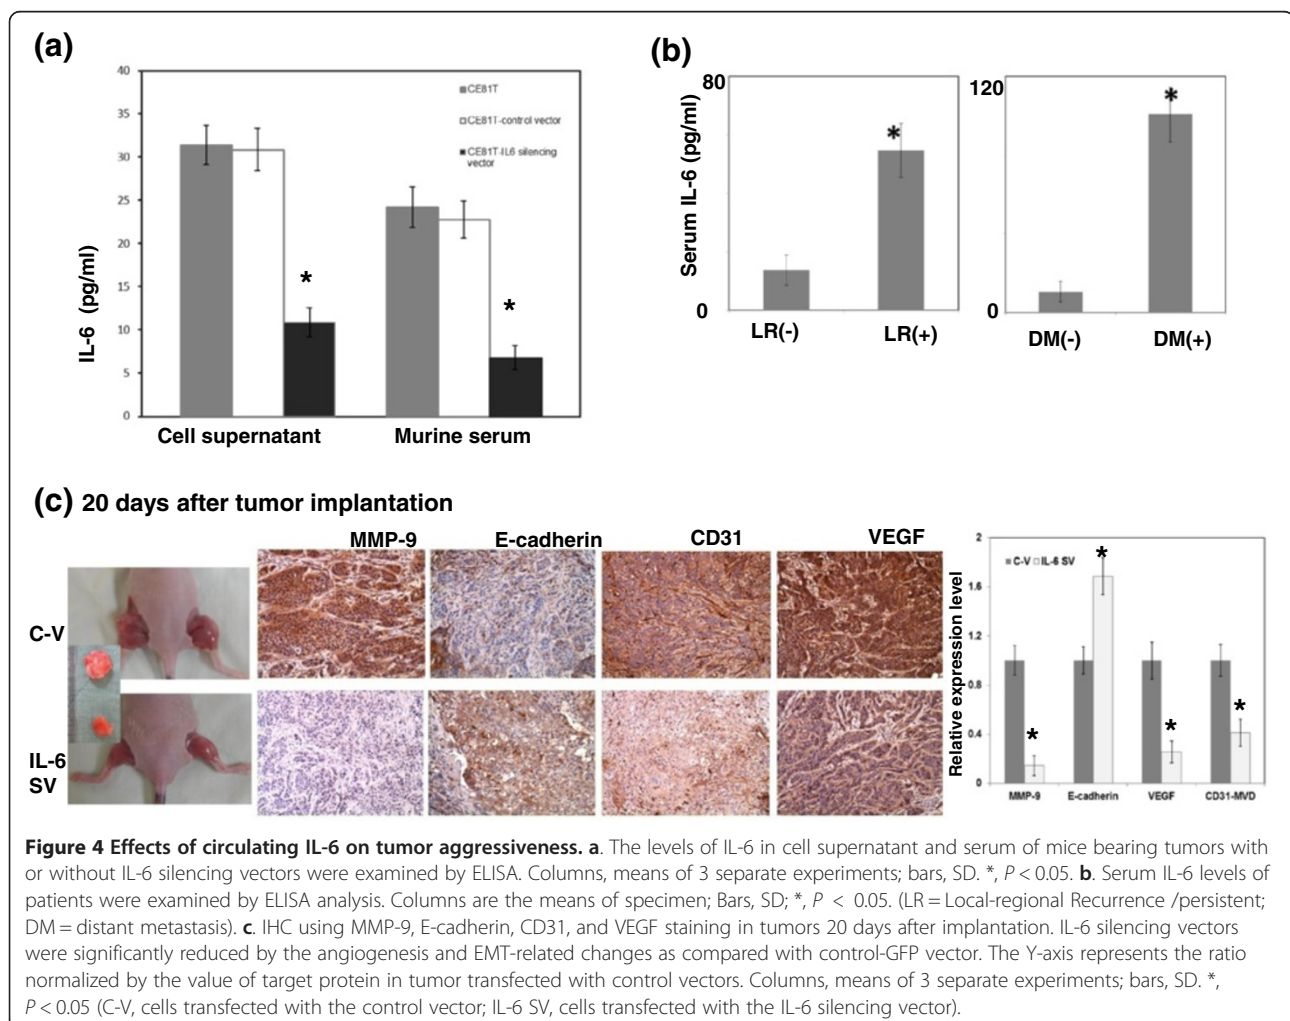 (a)
40
35
30
25
20
15
10
5
0
IL-6 (pg/ml)
CE81T
CE81T-control vector
CE81T-IL6 silencing
vector
*
*
Cell supernatant
Murine serum
(b)
Serum IL-6 (pg/ml)
80
0
*
LR(-)
LR(+)
120
0
*
DM(-)
DM(+)
(c) 20 days after tumor implantation
MMP-9
E-cadherin
CD31
VEGF
C-V
IL-6
SV
Relative expression level
2
1.6
1.2
0.8
0.4
0
C-V IL-6 SV
*
*
*
*
MMP-9
E-cadherin
VEGF
CD31-MVD
Figure 4 Effects of circulating IL-6 on tumor aggressiveness. a. The levels of IL-6 in cell supernatant and serum of mice bearing tumors with
or without IL-6 silencing vectors were examined by ELISA. Columns, means of 3 separate experiments; bars, SD. *, P < 0.05. b. Serum IL-6 levels of
patients were examined by ELISA analysis. Columns are the means of specimen; Bars, SD; *, P < 0.05. (LR = Local-regional Recurrence /persistent;
DM = distant metastasis). c. IHC using MMP-9, E-cadherin, CD31, and VEGF staining in tumors 20 days after implantation. IL-6 silencing vectors
were significantly reduced by the angiogenesis and EMT-related changes as compared with control-GFP vector. The Y-axis represents the ratio
normalized by the value of target protein in tumor transfected with control vectors. Columns, means of 3 separate experiments; bars, SD. *,
P < 0.05 (C-V, cells transfected with the control vector; IL-6 SV, cells transfected with the IL-6 silencing vector).